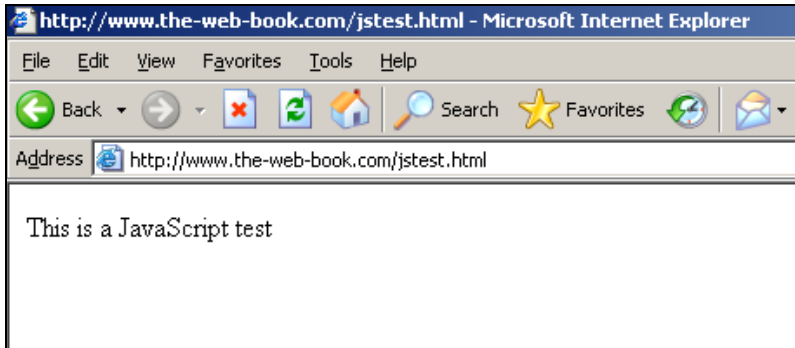 http://www.the-web-book.com/jstest.html - Microsoft Internet Explorer
File Edit View Favorites Tools Help
Back Search Favorites
Address http://www.the-web-book.com/jstest.html
This is a JavaScript test